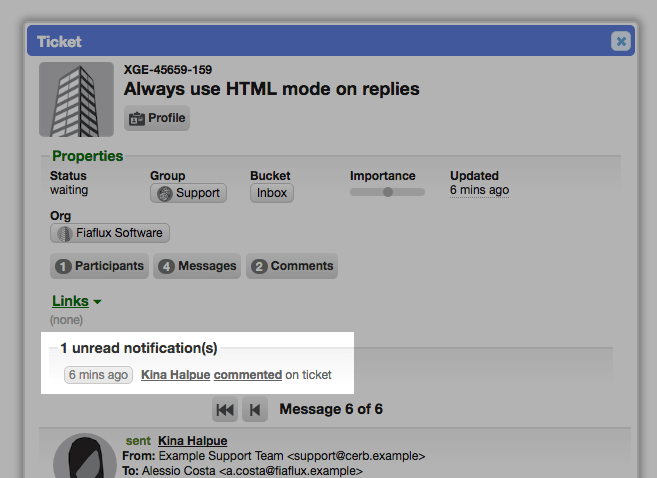 Ticket
XGE-45659-159
Always use HTML mode on replies
Profile
Properties
Status Group Bucket Importance Updated
waiting Support Inbox 6 mins ago
Org
Fiaflux Software
1 Participants 4 Messages 2 Comments
Links
(none)
1 unread notification(s)
6 mins ago Kina Halpue commented on ticket
Message 6 of 6
sent Kina Halpue
From: Example Support Team <support@cerb.example>
To: Alessio Costa <a.costa@fiaflux.example>